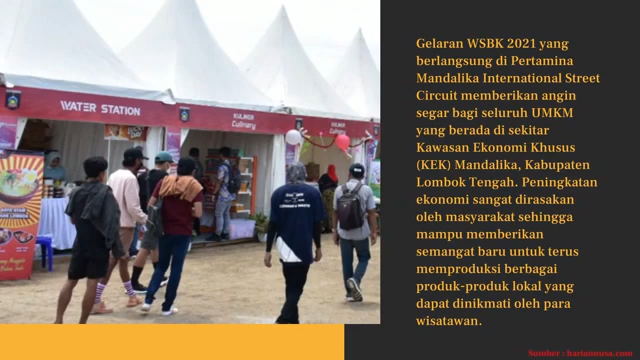 WATER STATION
KULINER
Culinary
KULINER
Culinary
Gelaran WSBK 2021 yang
berlangsung di Pertamina
Mandalika International Street
Circuit memberikan angin
segar bagi seluruh UMKM
yang berada di sekitar
Kawasan Ekonomi Khusus
(KEK) Mandalika, Kabupaten
Lombok Tengah. Peningkatan
ekonomi sangat dirasakan
oleh masyarakat sehingga
mampu memberikan
semangat baru untuk terus
memproduksi berbagai
produk-produk lokal yang
dapat dinikmati oleh para
wisatawan.
Sumber : hariannusa.com